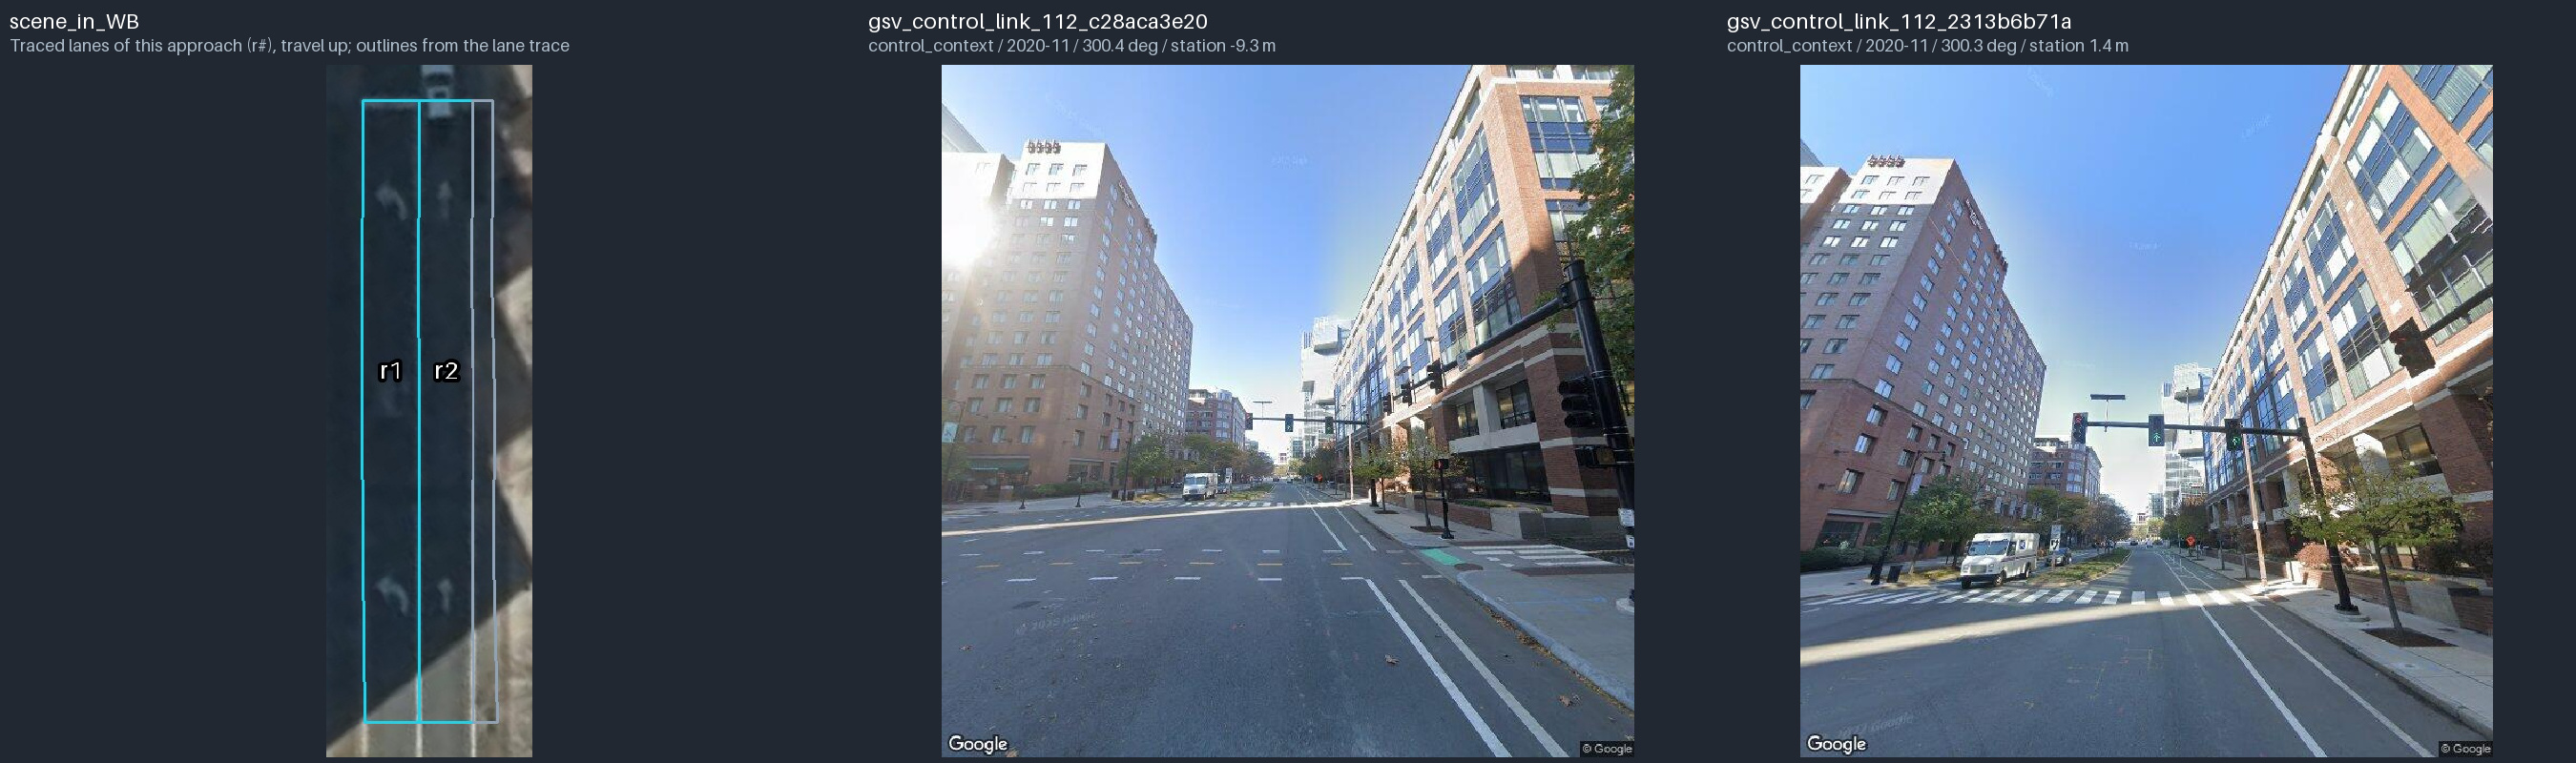 scene_in_WB
Traced lanes of this approach (r#), travel up; outlines from the lane trace
r1 r2
gsv_control_link_112_c28aca3e20
control_context / 2020-11 / 300.4 deg / station -9.3 m
Google
© Google
gsv_control_link_112_2313b6b71a
control_context / 2020-11 / 300.3 deg / station 1.4 m
Google
© Google